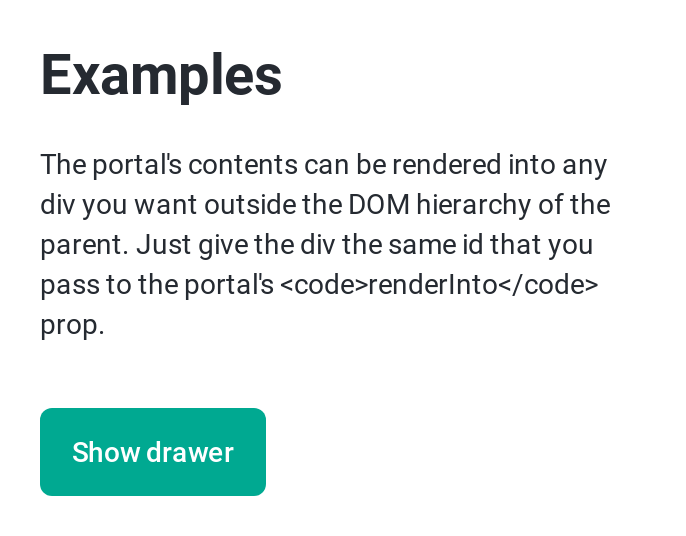 Examples
The portal's contents can be rendered into any
div you want outside the DOM hierarchy of the
parent. Just give the div the same id that you
pass to the portal's <code>renderInto</code>
prop.
Show drawer